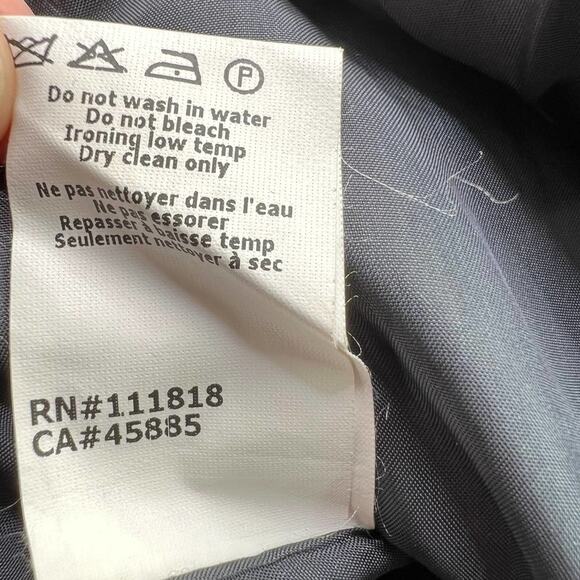 P
Do not wash in water
Do not bleach
Ironing low temp
Dry clean only
Ne pas nettoyer dans l'eau
Ne pas essorer
Repasser à baisse temp
Seulement nettoyer à sec
RN#111818
CA#45885